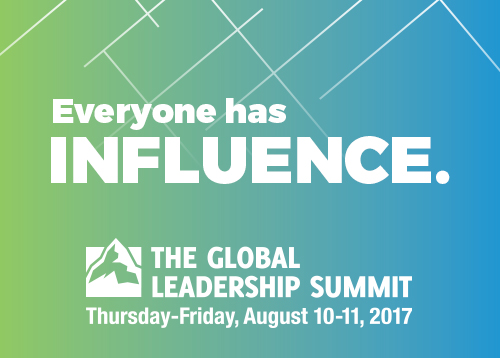 Everyone has
INFLUENCE.
THE GLOBAL
LEADERSHIP SUMMIT
Thursday-Friday, August 10-11, 2017